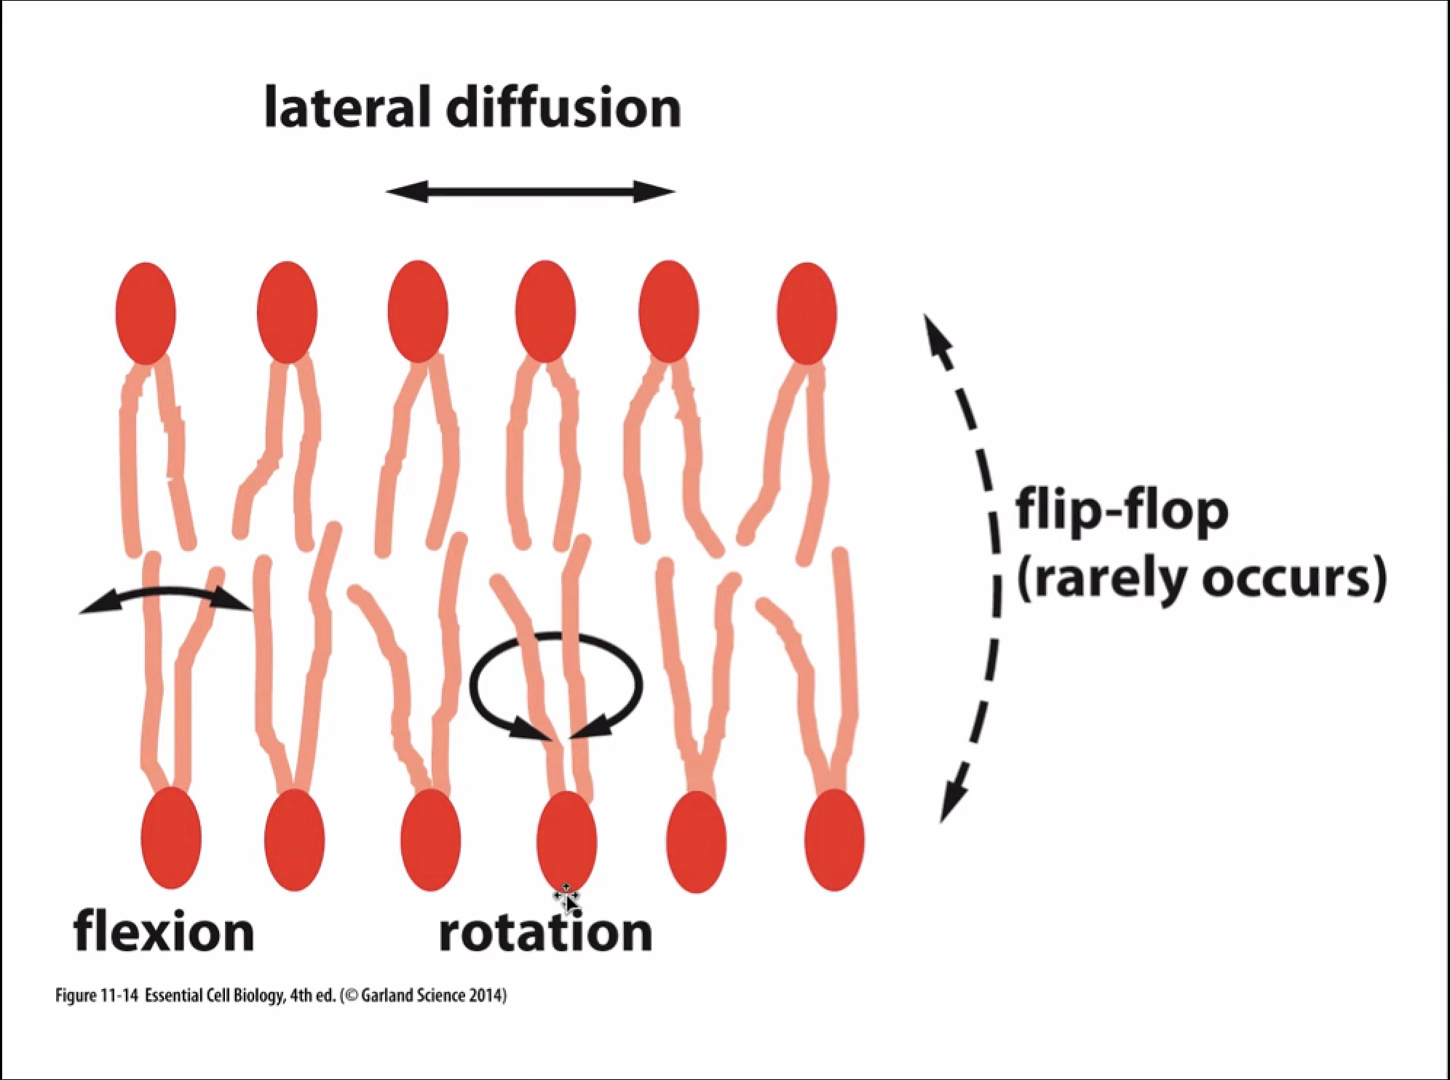 lateral diffusion
flip-flop
(rarely occurs)
flexion
rotation
Figure 11-14 Essential Cell Biology, 4th ed. (© Garland Science 2014)